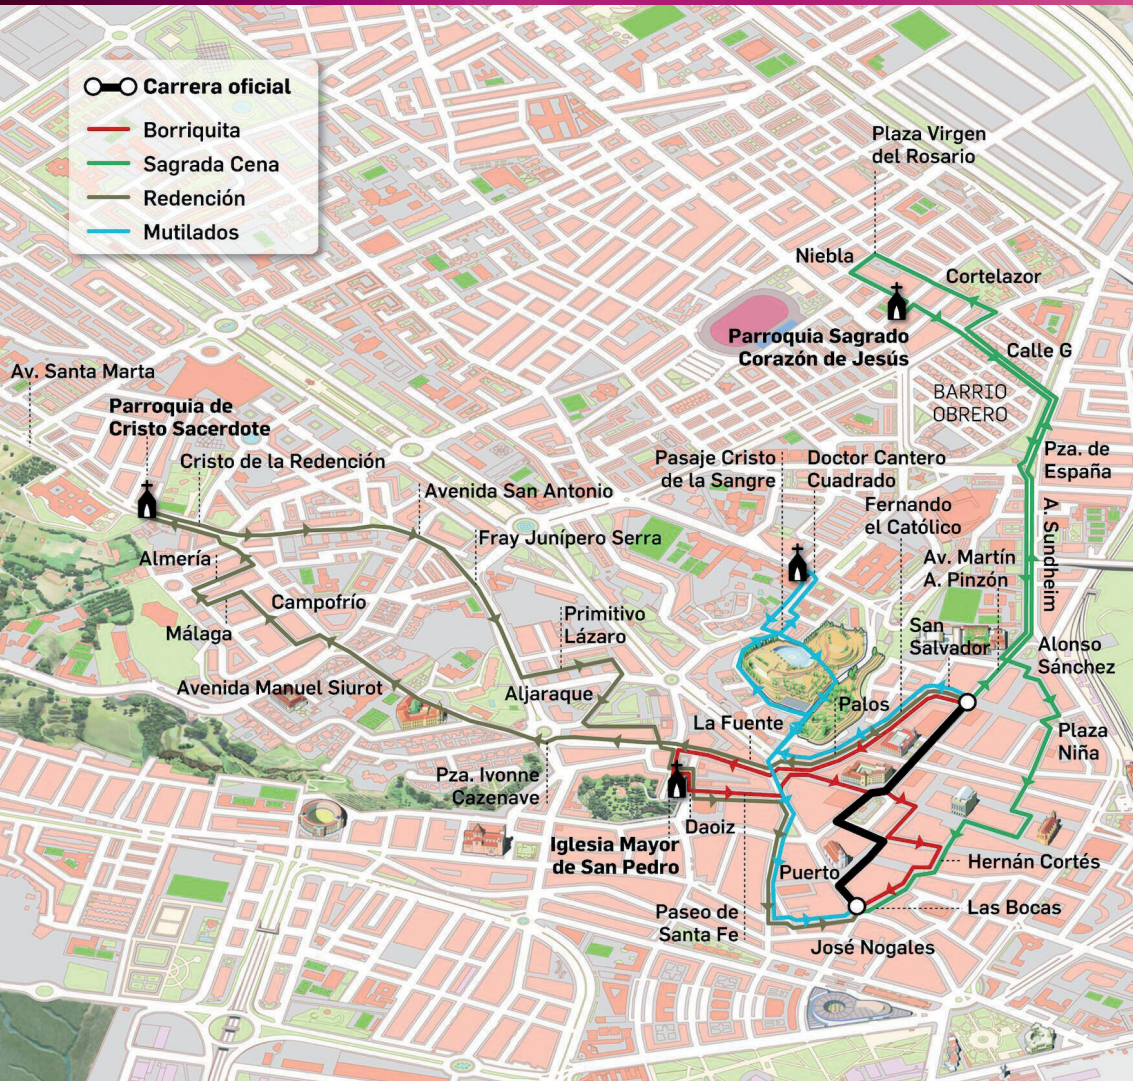 Carrera oficial
Borriquita
Sagrada Cena
Redención
Mutilados
Plaza Virgen
del Rosario
Niebla
Cortelazor
Parroquia Sagrado
Corazón de Jesús
Calle G
BARRIO
OBRERO
Av. Santa Marta
Parroquia de
Cristo Sacerdote
Cristo de la Redención
Avenida San Antonio
Pasaje Cristo
de la Sangre
Doctor Cantero
Cuadrado
Pza. de
España
Fernando
el Católico
A. Sundheim
Fray Junípero Serra
Av. Martín
A. Pinzón
Almería
Campofrío
Málaga
Primitivo
Lázaro
San
Salvador
Alonso
Sánchez
Avenida Manuel Siurot
Aljaraque
Palos
La Fuente
Plaza
Niña
Pza. Ivonne
Cazenave
Daoiz
Iglesia Mayor
de San Pedro
Puerto
Hernán Cortés
Las Bocas
Paseo de
Santa Fe
José Nogales